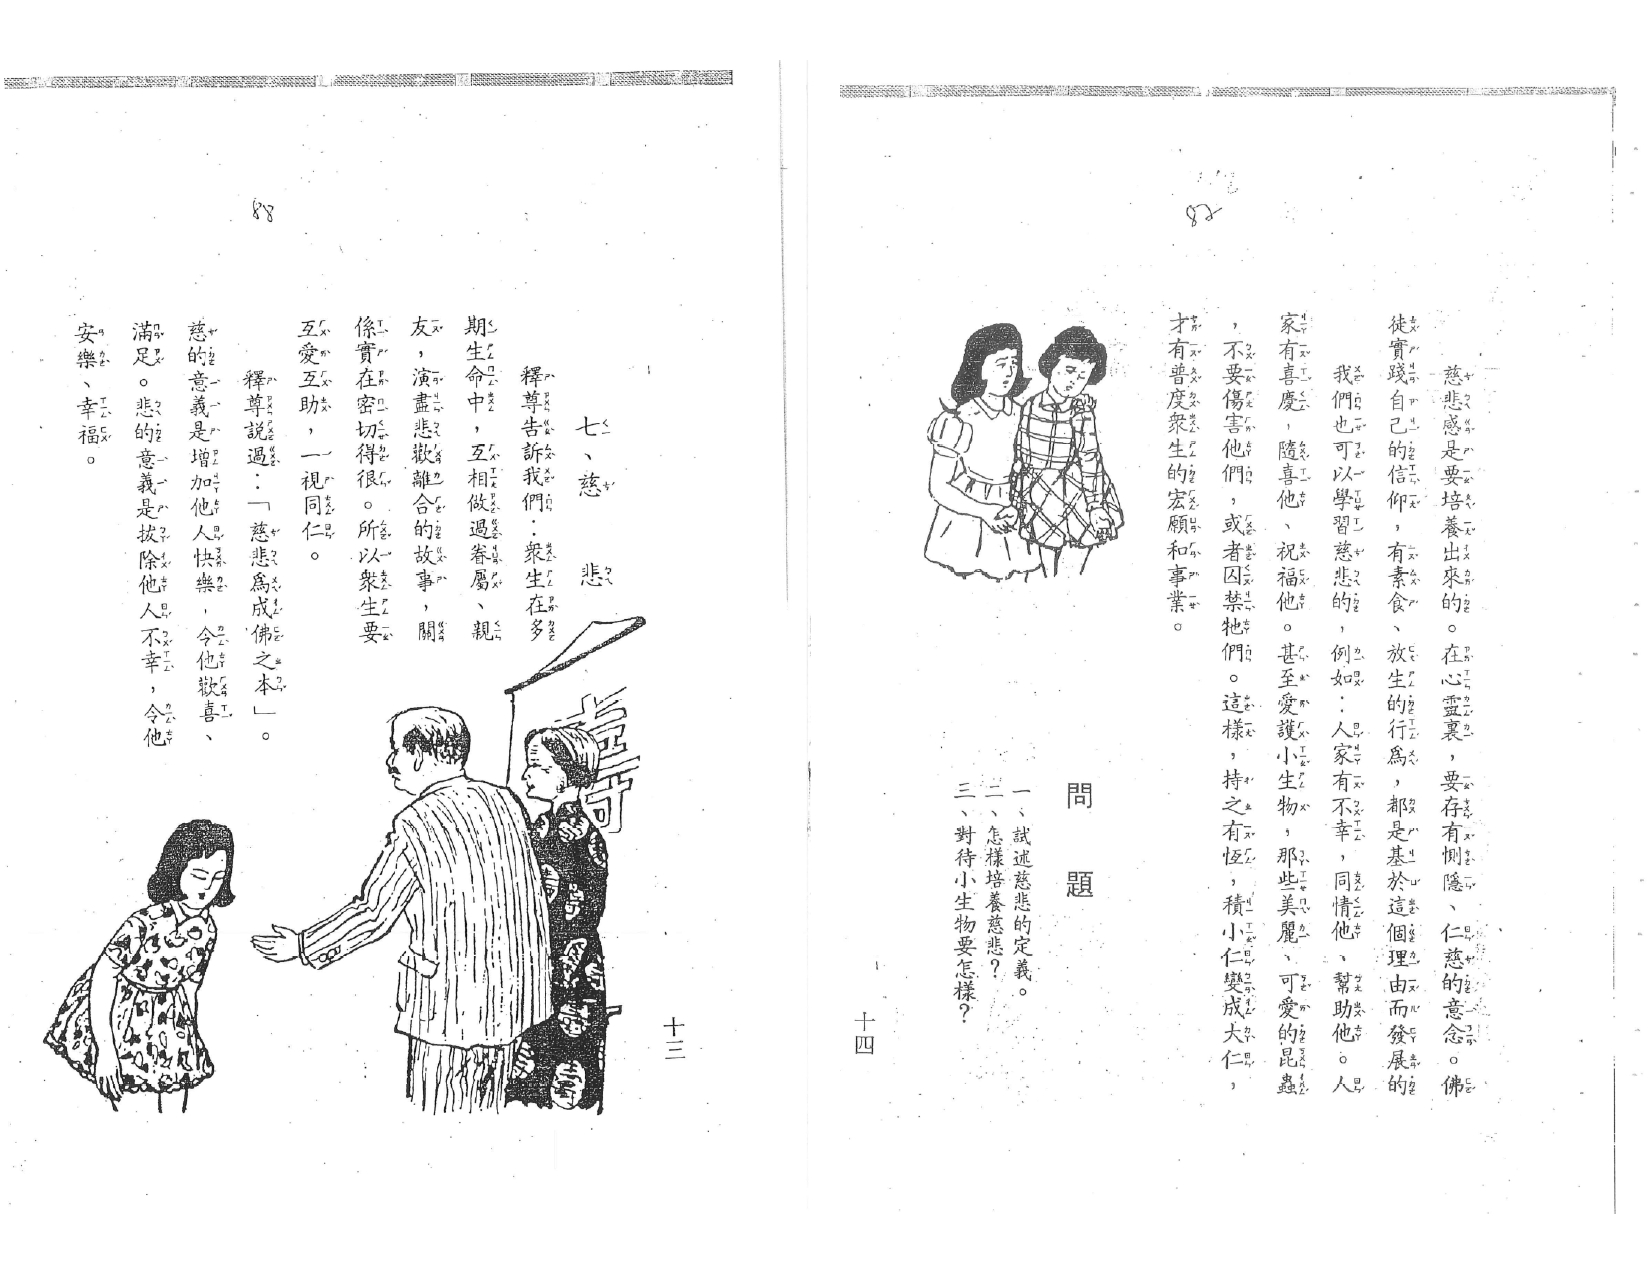 88
七、慈悲
釋尊告訴我們：衆生在多
期生命中，互相做過眷屬、親
友，演盡悲歡離合的故事，關
係實在密切得很。所以衆生要
互愛互助，一視同仁。
釋尊說過：「慈悲爲成佛之本」。
慈的意義是增加他人快樂，令他歡喜、
滿足。悲的意義是拔除他人不幸，令他
安樂、幸福。
壽
十三
慈悲感是要培養出來的。在心靈裏，要存有惻隱、仁慈的意念。佛
徒實踐自己的信仰，有素食、放生的行爲，都是基於這個理由而發展的
我們也可以學習慈悲的，例如：人家有不幸，同情他、幫助他。人
家有喜慶，隨喜他、祝福他。甚至愛護小生物，那些美麗、可愛的昆蟲
，不要傷害他們，或者囚禁牠們。這樣，持之有恆，積小仁變成大仁，
才有普度衆生的宏願和事業。
問題
一、試述慈悲的定義。
二、怎樣培養慈悲？
三、對待小生物要怎樣？
十四